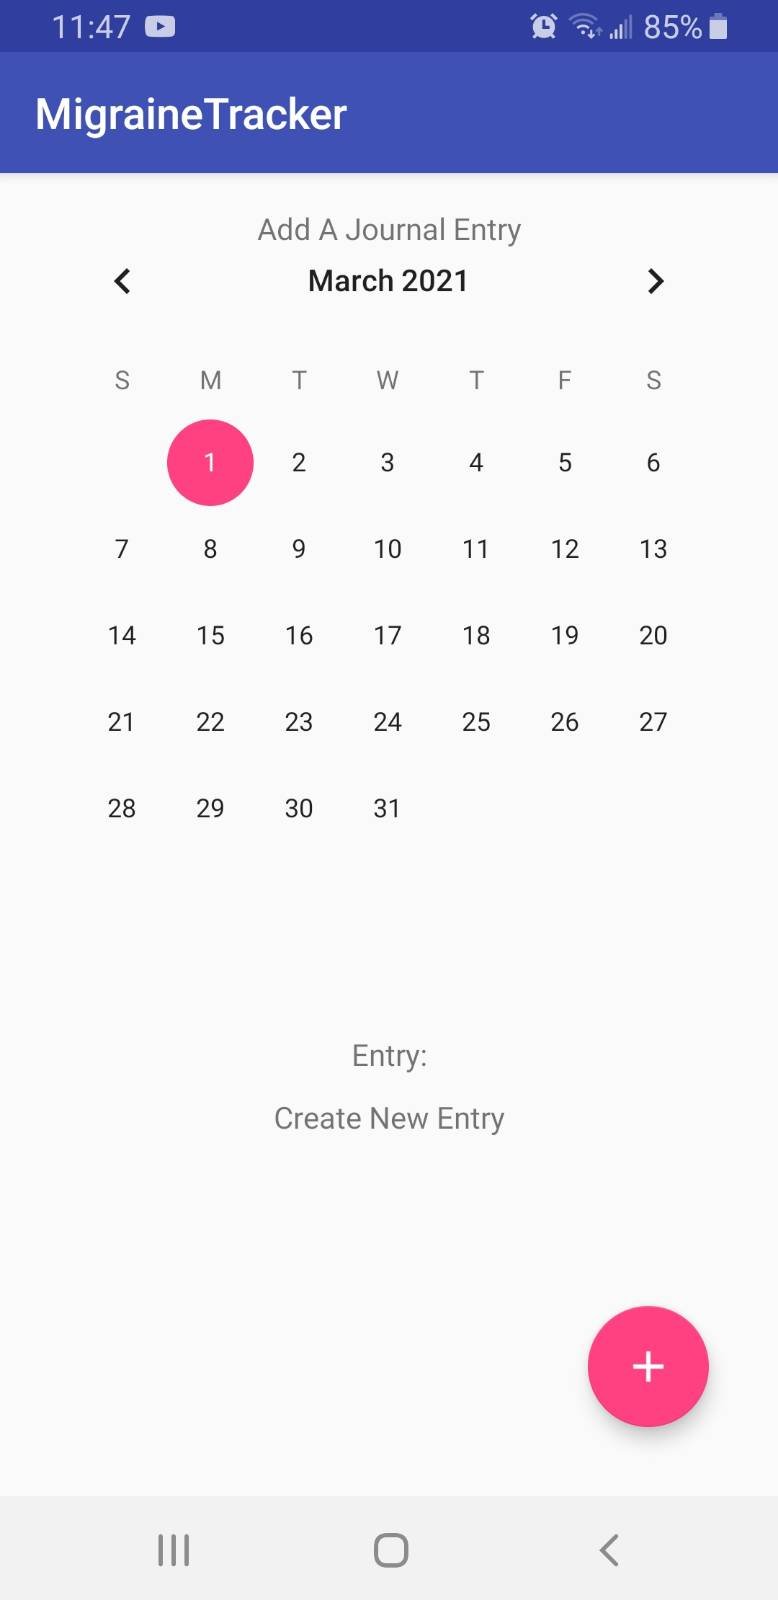 11:47 85%
MigraineTracker
Add A Journal Entry
March 2021
S M T W T F S
1 2 3 4 5 6
7 8 9 10 11 12 13
14 15 16 17 18 19 20
21 22 23 24 25 26 27
28 29 30 31
Entry:
Create New Entry
+